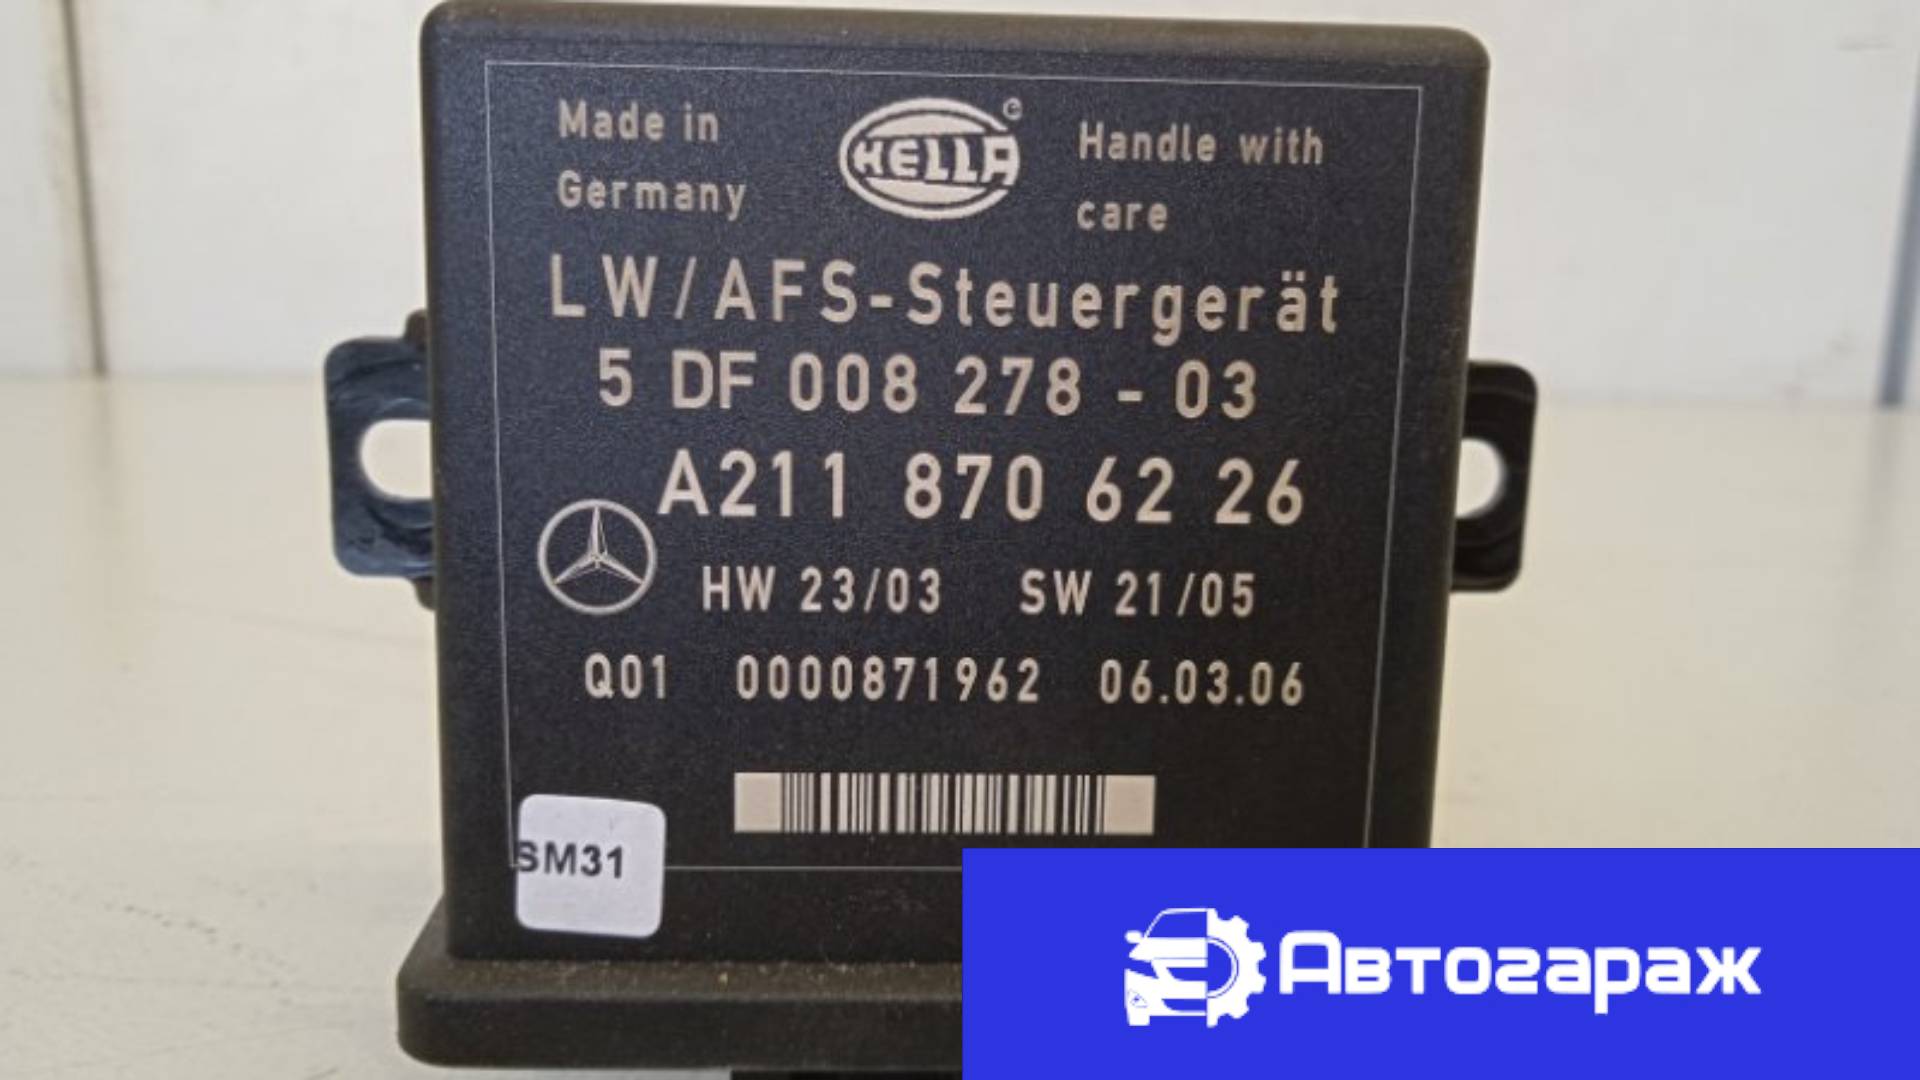 Made in
Germany
HELLA
Handle with
care
LW/AFS-Steuergerät
5 DF 008 278 - 03
A211 870 62 26
HW 23/03 SW 21/05
Q01 0000871962 06.03.06
SM31
Автогараж